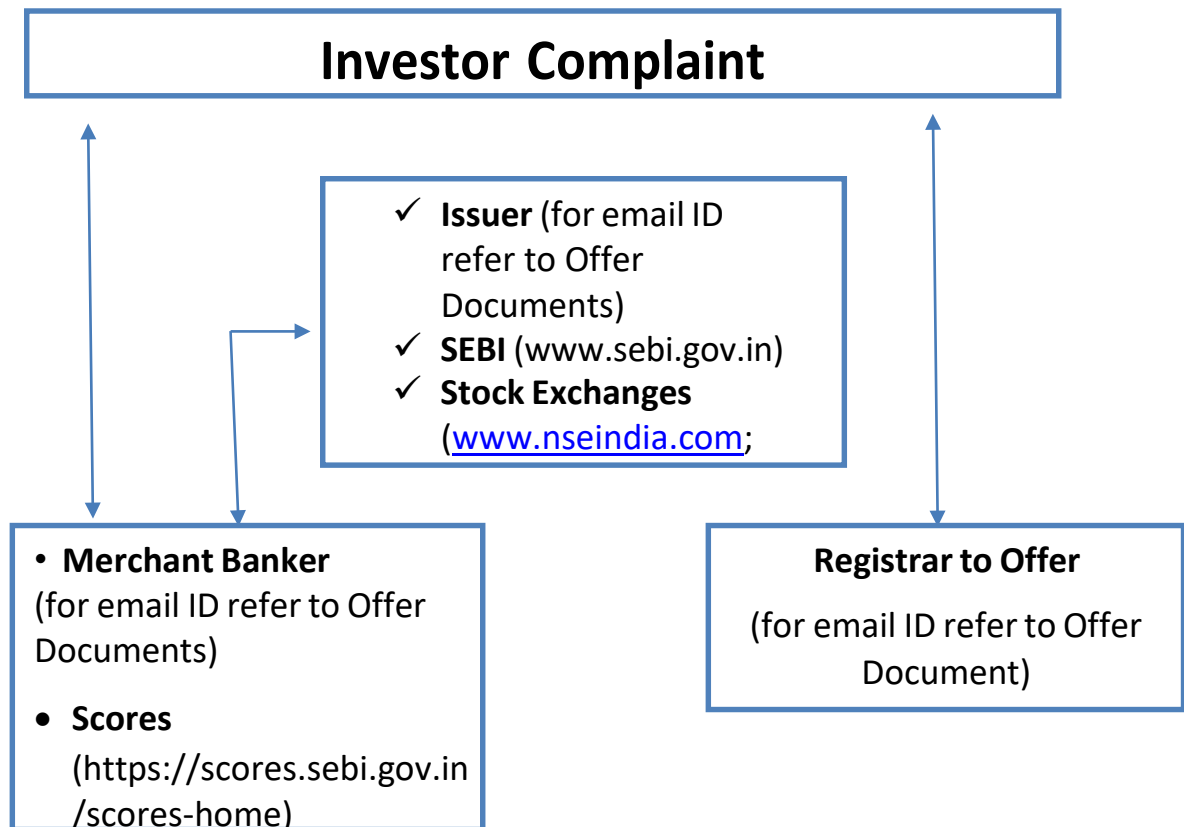 Investor Complaint
✓ Issuer (for email ID
refer to Offer
Documents)
✓ SEBI (www.sebi.gov.in)
✓ Stock Exchanges
(www.nseindia.com;
• Merchant Banker
(for email ID refer to Offer
Documents)
• Scores
(https://scores.sebi.gov.in
/scores-home)
Registrar to Offer
(for email ID refer to Offer
Document)